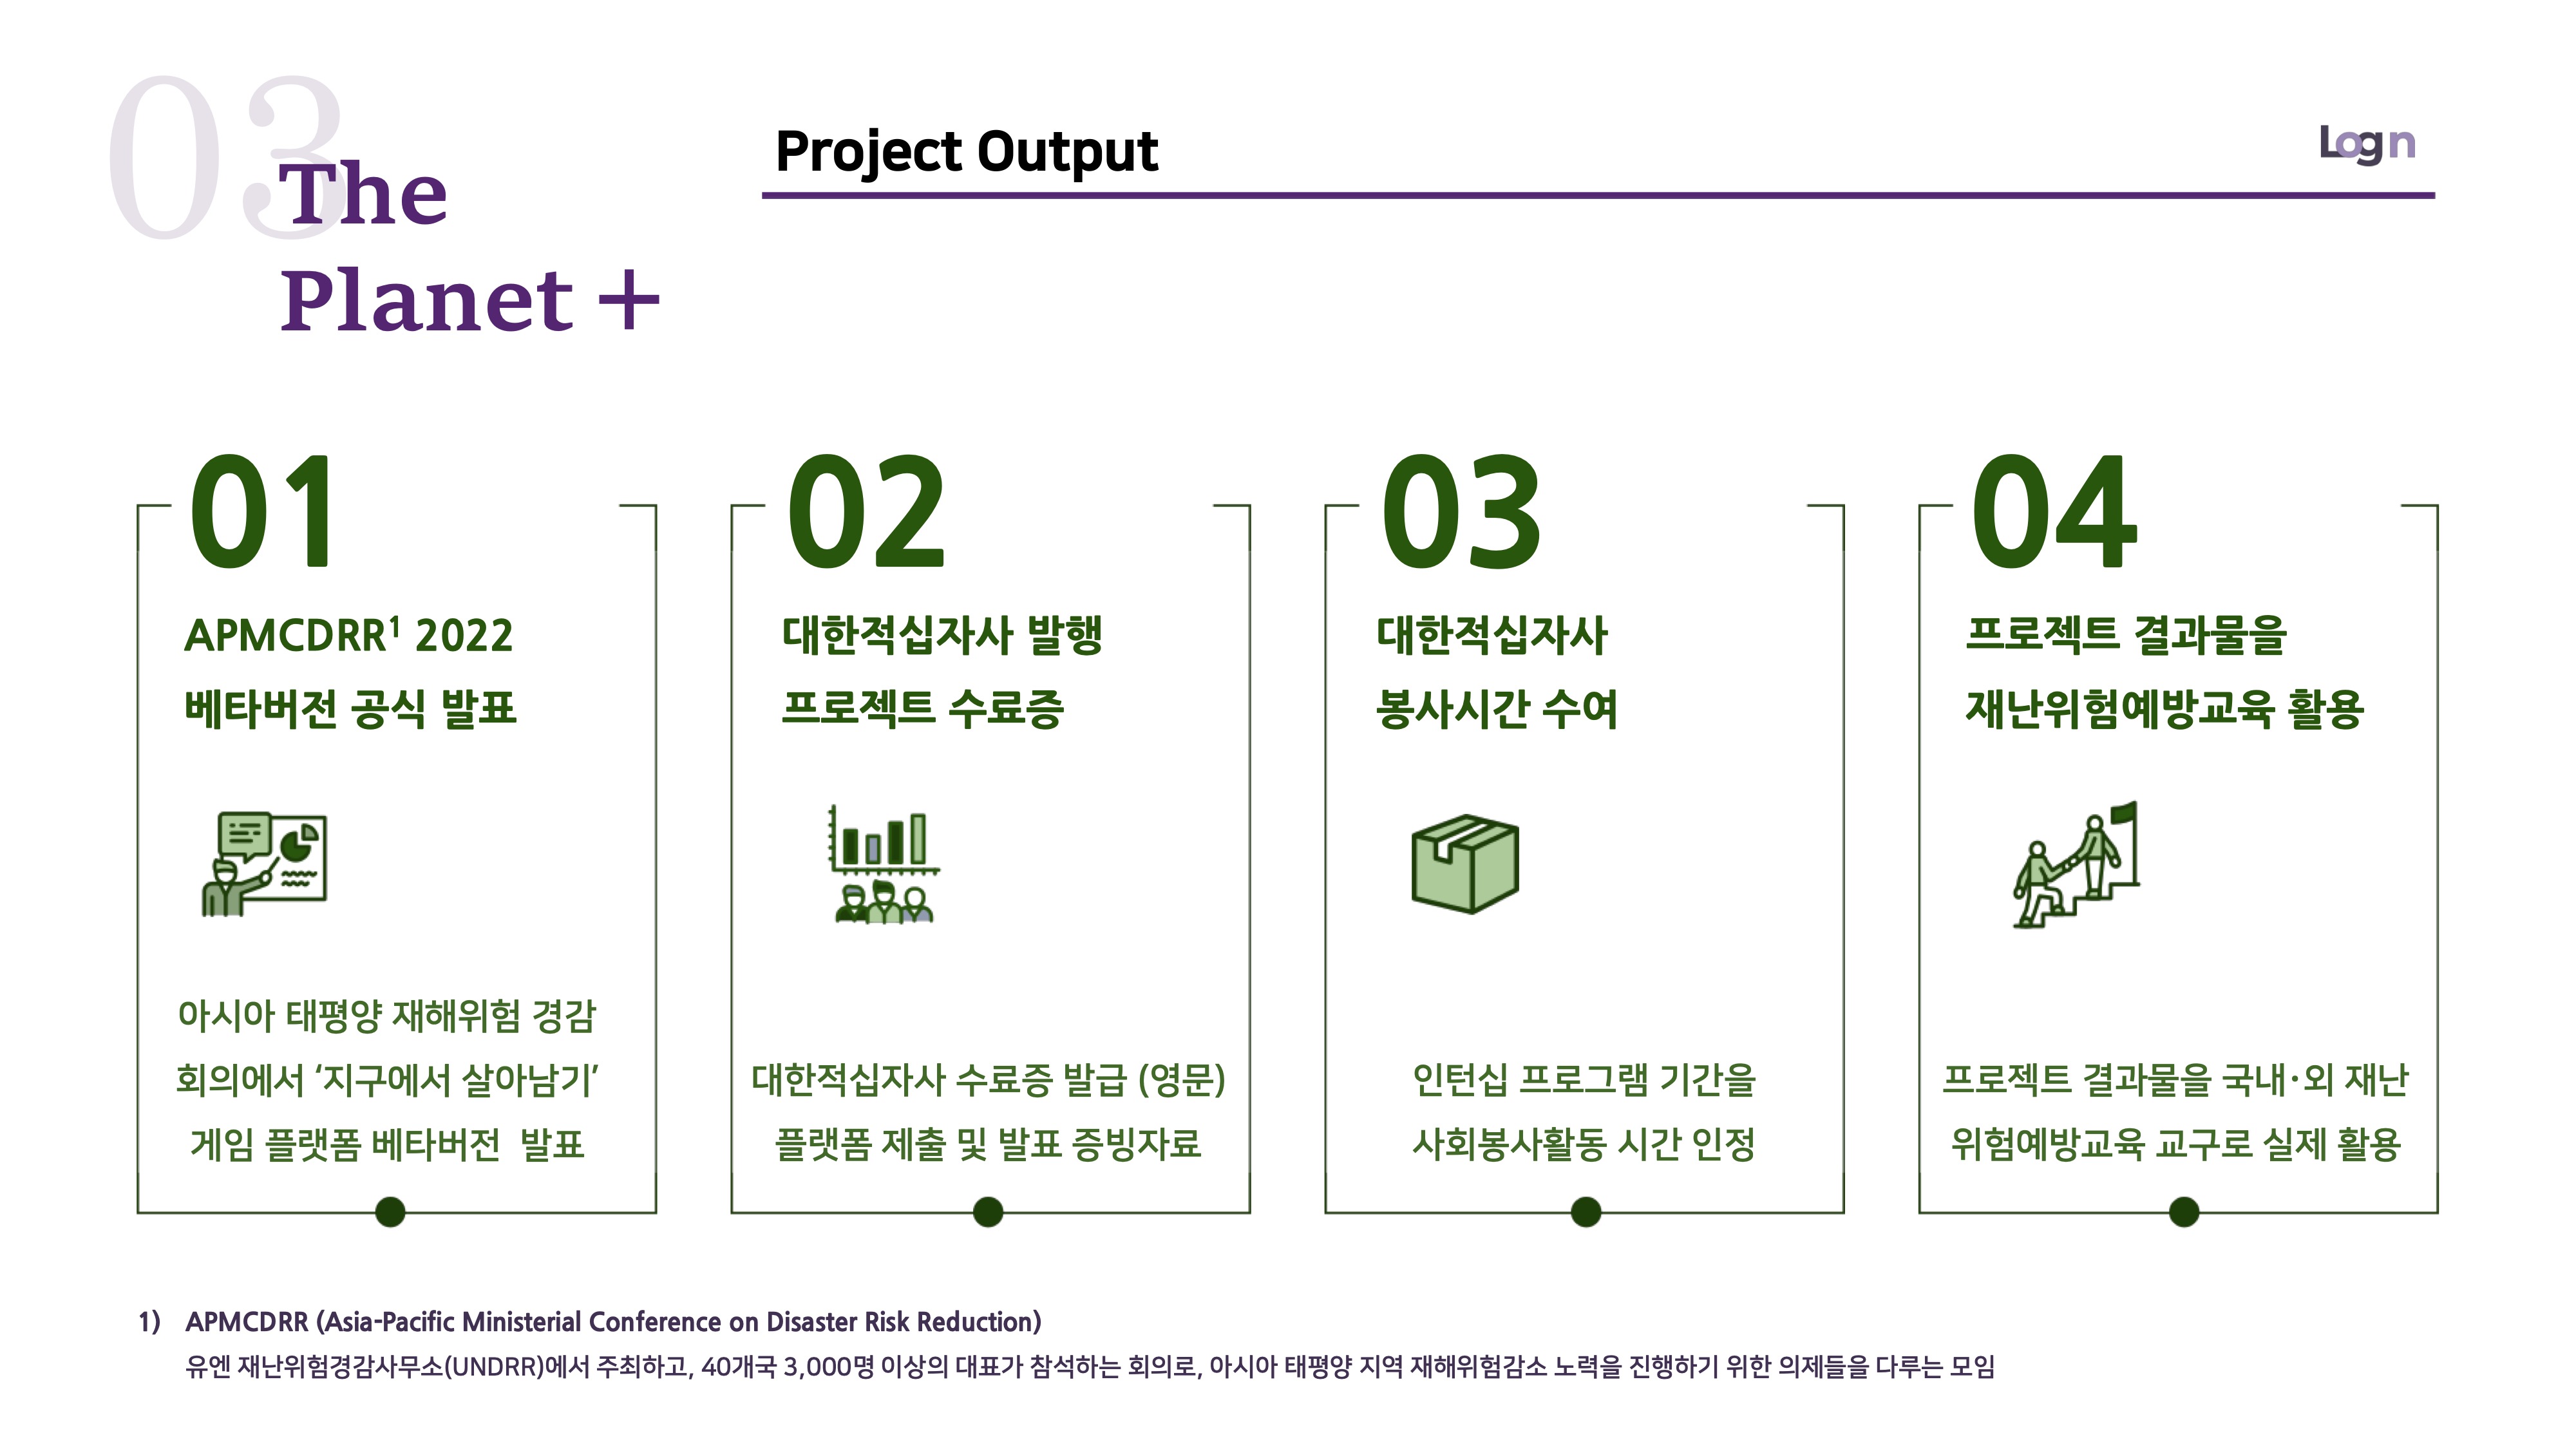 03
The
Planet +
Project Output
Logn
01
APMCDRR¹ 2022
베타버전 공식 발표
아시아 태평양 재해위험 경감
회의에서 ‘지구에서 살아남기’
게임 플랫폼 베타버전 발표
02
대한적십자사 발행
프로젝트 수료증
대한적십자사 수료증 발급 (영문)
플랫폼 제출 및 발표 증빙자료
03
대한적십자사
봉사시간 수여
인턴십 프로그램 기간을
사회봉사활동 시간 인정
04
프로젝트 결과물을
재난위험예방교육 활용
프로젝트 결과물을 국내·외 재난
위험예방교육 교구로 실제 활용
1) APMCDRR (Asia-Pacific Ministerial Conference on Disaster Risk Reduction)
유엔 재난위험경감사무소(UNDRR)에서 주최하고, 40개국 3,000명 이상의 대표가 참석하는 회의로, 아시아 태평양 지역 재해위험감소 노력을 진행하기 위한 의제들을 다루는 모임